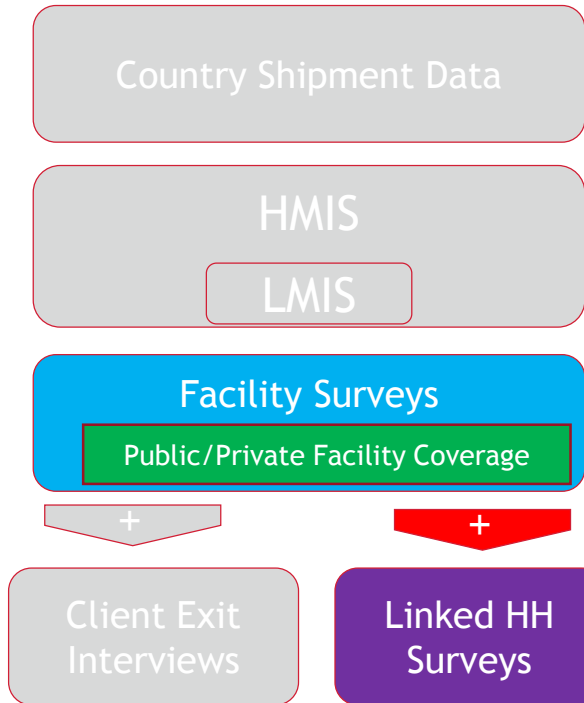 Country Shipment Data
HMIS
LMIS
Facility Surveys
Public/Private Facility Coverage
+
+
Client Exit
Interviews
Linked HH
Surveys